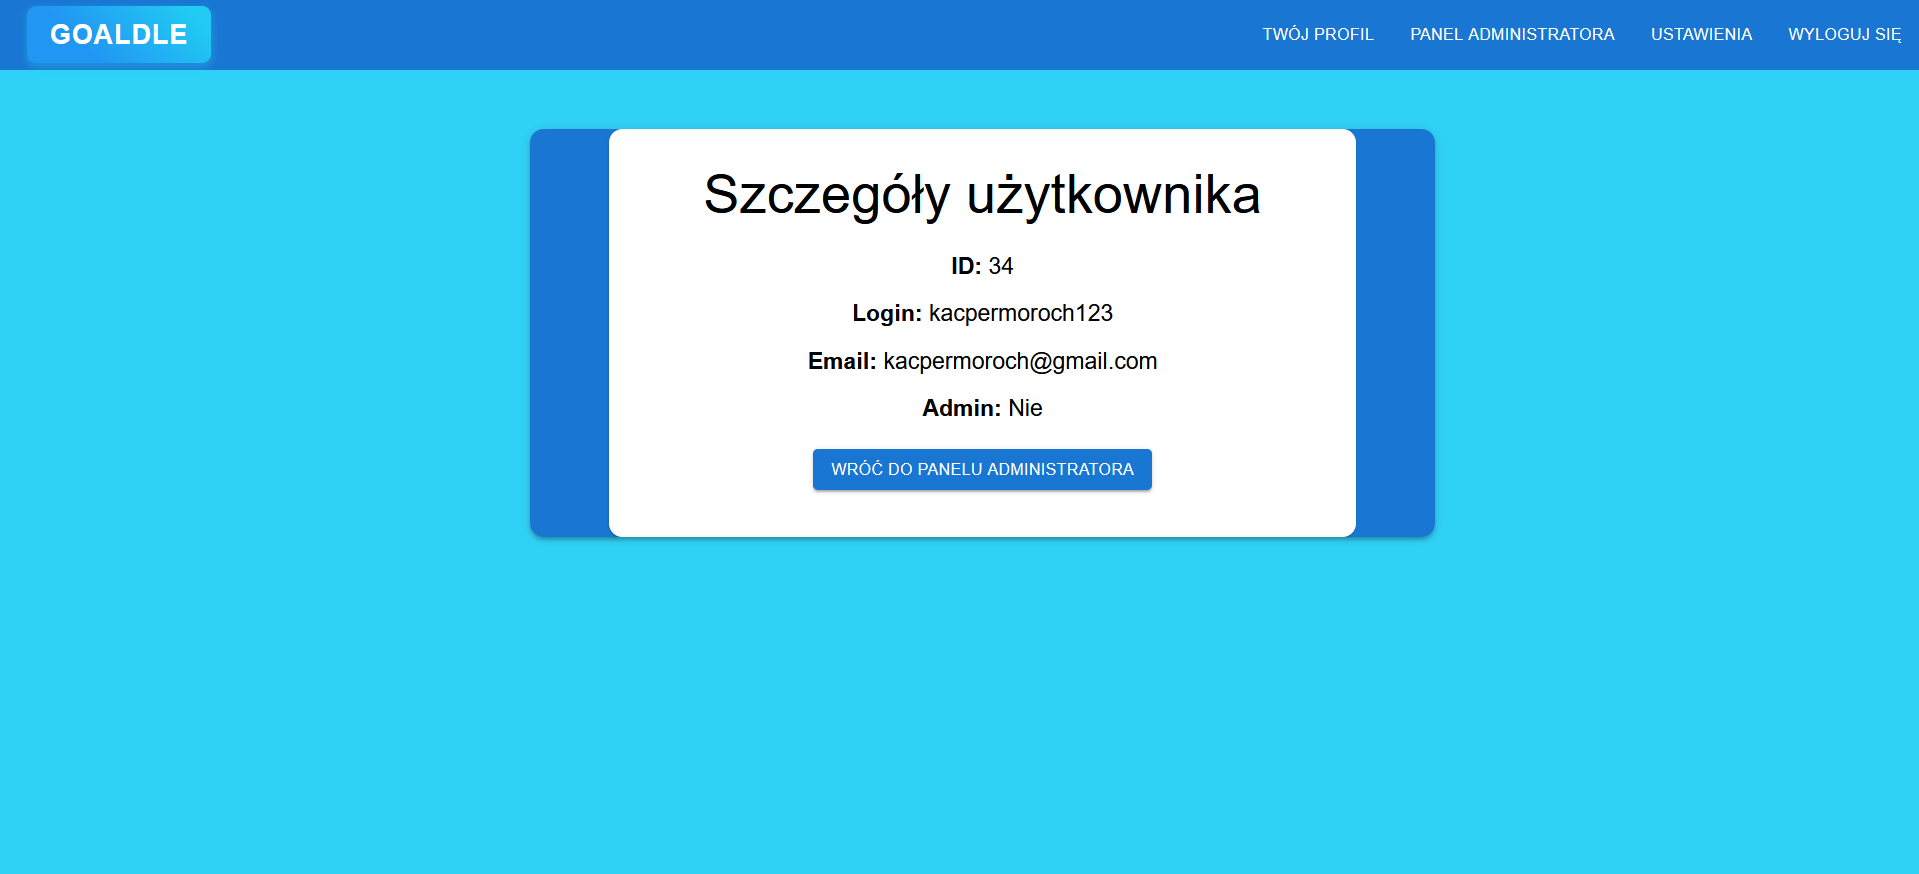 GOALDLE
TWÓJ PROFIL
PANEL ADMINISTRATORA
USTAWIENIA
WYLOGUJ SIĘ
Szczegóły użytkownika
ID: 34
Login: kacpermoroch123
Email: kacpermoroch@gmail.com
Admin: Nie
WRÓĆ DO PANELU ADMINISTRATORA